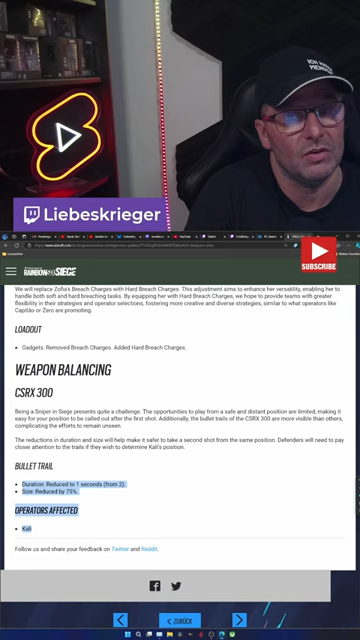 ICH HA
MEHR
Liebeskrieger
SUBSCRIBE
RAINBOW SIEGE
We will replace Zofia's Breach Charges with Hard Breach Charges. This adjustment aims to enhance her versatility, enabling her to
handle both soft and hard breaching tasks. By equipping her with Hard Breach Charges, we hope to provide teams with greater
flexibility in their strategies and operator selections, fostering more creative and diverse strategies, similar to what operators like
Capitão or Zero are promoting.
LOADOUT
• Gadgets: Removed Breach Charges. Added Hard Breach Charges.
WEAPON BALANCING
CSRX 300
Being a Sniper in Siege presents quite a challenge. The opportunities to play from a safe and distant position are limited, making it
easy for your position to be called out after the first shot. Additionally, the bullet trails of the CSRX 300 are more visible than others,
complicating the efforts to remain unseen.
The reductions in duration and size will help make it safer to take a second shot from the same position. Defenders will need to pay
closer attention to the trails if they wish to determine Kali's position.
BULLET TRAIL
• Duration: Reduced to 1 seconds (from 2).
• Size: Reduced by 75%.
OPERATORS AFFECTED
• Kali
Follow us and share your feedback on Twitter and Reddit.
ZURÜCK